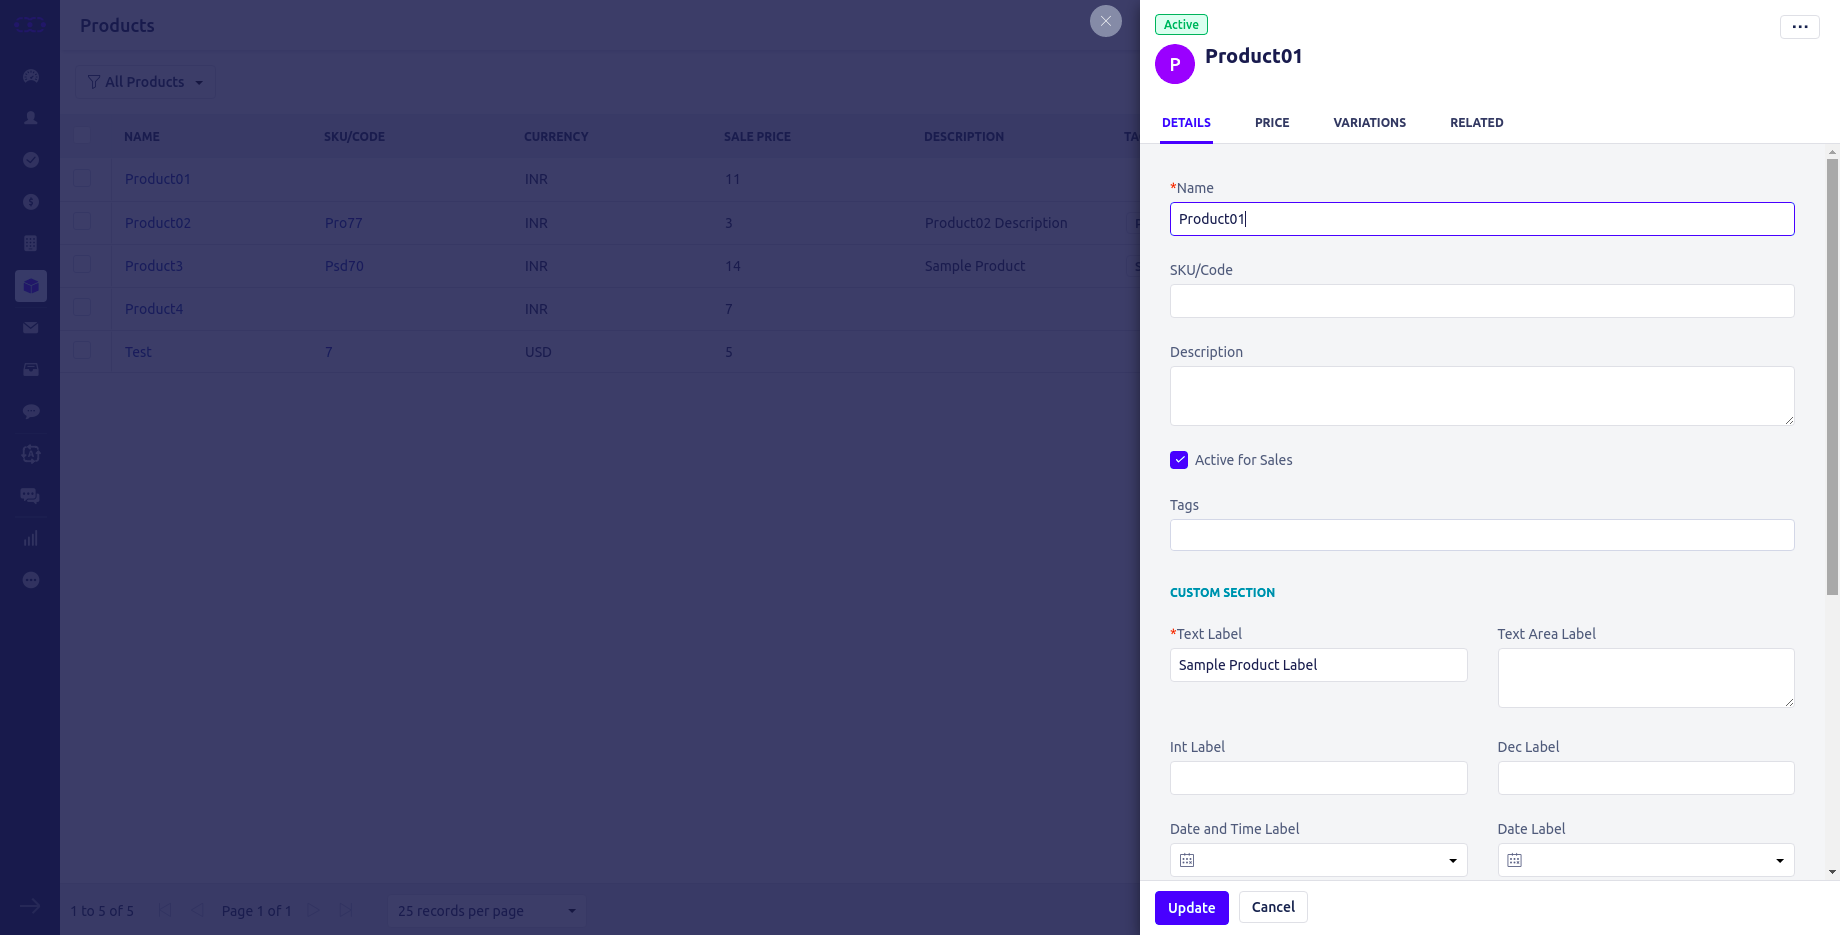 Products
All Products
NAME SKU/CODE CURRENCY SALE PRICE DESCRIPTION
Product01 INR 11
Product02 Pro77 INR 3 Product02 Description
Product3 Psd70 INR 14 Sample Product
Product4 INR 7
Test 7 USD 5
1 to 5 of 5 Page 1 of 1 25 records per page
Active
...
P Product01
DETAILS PRICE VARIATIONS RELATED
*Name
Product01
SKU/Code
Description
Active for Sales
Tags
CUSTOM SECTION
*Text Label Text Area Label
Sample Product Label
Int Label Dec Label
Date and Time Label Date Label
Update Cancel